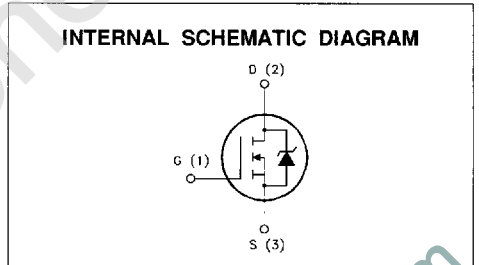 INTERNAL SCHEMATIC DIAGRAM
D (2)
G (1)
S (3)